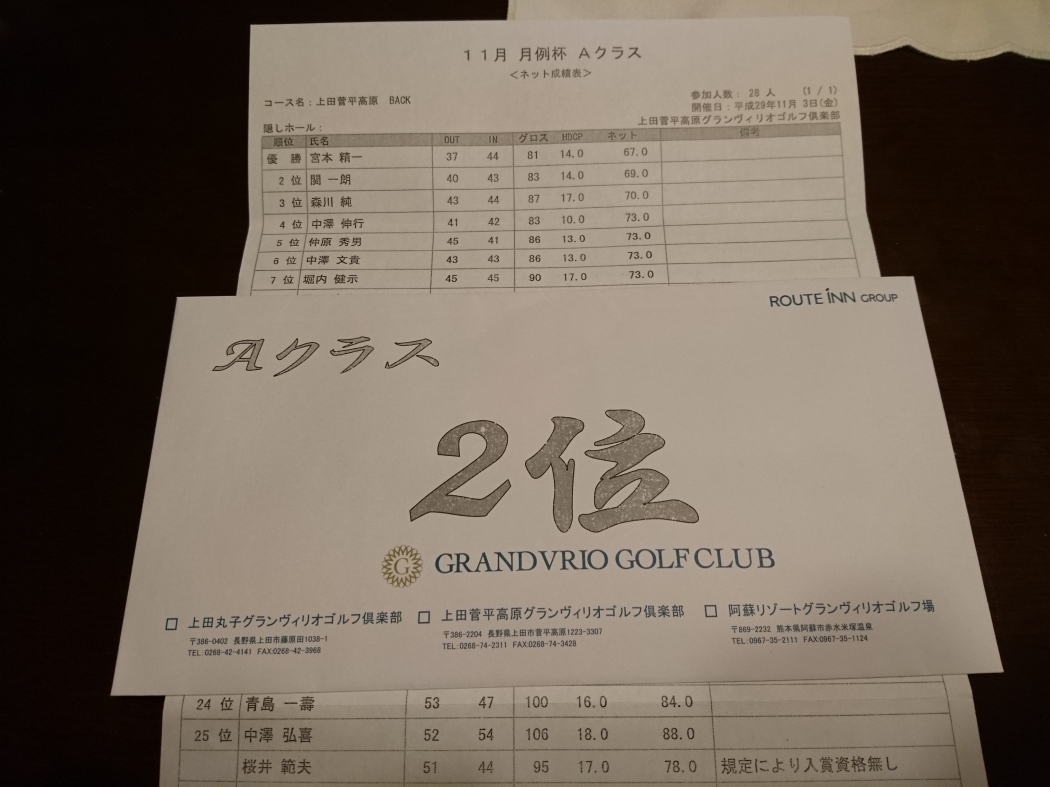 11月 月例杯 Aクラス
<ネット成績表>
コース名：上田菅平高原 BACK
参加人数： 28 人 (1 / 1)
開催日：平成29年11月 3日(金)
上田菅平高原グランヴィリオゴルフ倶楽部
隠しホール：
順位 氏名 OUT IN グロス HDCP ネット 備考
優 勝 宮本 精一 37 44 81 14.0 67.0
2 位 関 一朗 40 43 83 14.0 69.0
3 位 森川 純 43 44 87 17.0 70.0
4 位 中澤 伸行 41 42 83 10.0 73.0
5 位 仲原 秀男 45 41 86 13.0 73.0
6 位 中澤 文貴 43 43 86 13.0 73.0
7 位 堀内 健示 45 45 90 17.0 73.0
ROUTE INN GROUP
Aクラス
2位
G GRANDVRIO GOLF CLUB
□ 上田丸子グランヴィリオゴルフ倶楽部 □ 上田菅平高原グランヴィリオゴルフ倶楽部 □ 阿蘇リゾートグランヴィリオゴルフ場
〒386-0402 長野県上田市藤原田1038-1 〒386-2204 長野県上田市菅平高原1223-3307 〒869-2232 熊本県阿蘇市赤水米塚温泉
TEL:0268-42-4141 FAX:0268-42-3968 TEL:0268-74-2311 FAX:0268-74-3428 TEL:0967-35-2111 FAX:0967-35-1124
24 位 青島 一壽 53 47 100 16.0 84.0
25 位 中澤 弘喜 52 54 106 18.0 88.0
桜井 範夫 51 44 95 17.0 78.0 規定により入賞資格無し